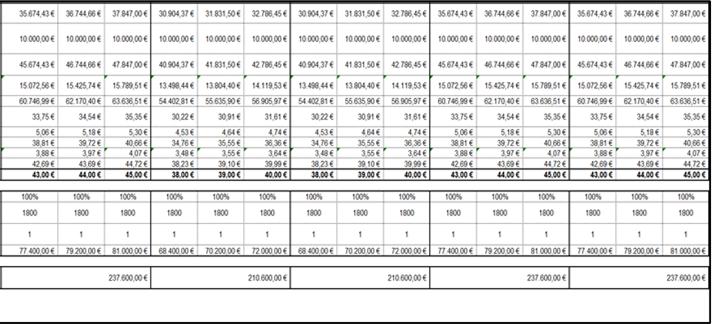 35.674,43 € 36.744,66 € 37.847,00 € 30.904,37 € 31.831,50 € 32.786,45 € 30.904,37 € 31.831,50 € 32.786,45 € 35.674,43 € 36.744,66 € 37.847,00 € 35.674,43 € 36.744,66 € 37.847,00 €
10.000,00 € 10.000,00 € 10.000,00 € 10.000,00 € 10.000,00 € 10.000,00 € 10.000,00 € 10.000,00 € 10.000,00 € 10.000,00 € 10.000,00 € 10.000,00 € 10.000,00 € 10.000,00 € 10.000,00 €
45.674,43 € 46.744,66 € 47.847,00 € 40.904,37 € 41.831,50 € 42.786,45 € 40.904,37 € 41.831,50 € 42.786,45 € 45.674,43 € 46.744,66 € 47.847,00 € 45.674,43 € 46.744,66 € 47.847,00 €
15.072,56 € 15.425,74 € 15.789,51 € 13.498,44 € 13.804,40 € 14.119,53 € 13.498,44 € 13.804,40 € 14.119,53 € 15.072,56 € 15.425,74 € 15.789,51 € 15.072,56 € 15.425,74 € 15.789,51 €
60.746,99 € 62.170,40 € 63.636,51 € 54.402,81 € 55.635,90 € 56.905,97 € 54.402,81 € 55.635,90 € 56.905,97 € 60.746,99 € 62.170,40 € 63.636,51 € 60.746,99 € 62.170,40 € 63.636,51 €
33,75 € 34,54 € 35,35 € 30,22 € 30,91 € 31,61 € 30,22 € 30,91 € 31,61 € 33,75 € 34,54 € 35,35 € 33,75 € 34,54 € 35,35 €
5,06 € 5,18 € 5,30 € 4,53 € 4,64 € 4,74 € 4,53 € 4,64 € 4,74 € 5,06 € 5,18 € 5,30 € 5,06 € 5,18 € 5,30 €
38,81 € 39,72 € 40,66 € 34,76 € 35,55 € 36,36 € 34,76 € 35,55 € 36,36 € 38,81 € 39,72 € 40,66 € 38,81 € 39,72 € 40,66 €
3,88 € 3,97 € 4,07 € 3,48 € 3,55 € 3,64 € 3,48 € 3,55 € 3,64 € 3,88 € 3,97 € 4,07 € 3,88 € 3,97 € 4,07 €
42,69 € 43,69 € 44,72 € 38,23 € 39,10 € 39,99 € 38,23 € 39,10 € 39,99 € 42,69 € 43,69 € 44,72 € 42,69 € 43,69 € 44,72 €
43,00 € 44,00 € 45,00 € 38,00 € 39,00 € 40,00 € 38,00 € 39,00 € 40,00 € 43,00 € 44,00 € 45,00 € 43,00 € 44,00 € 45,00 €
100% 100% 100% 100% 100% 100% 100% 100% 100% 100% 100% 100% 100% 100% 100%
1800 1800 1800 1800 1800 1800 1800 1800 1800 1800 1800 1800 1800 1800 1800
1 1 1 1 1 1 1 1 1 1 1 1 1 1 1
77.400,00 € 79.200,00 € 81.000,00 € 68.400,00 € 70.200,00 € 72.000,00 € 68.400,00 € 70.200,00 € 72.000,00 € 77.400,00 € 79.200,00 € 81.000,00 € 77.400,00 € 79.200,00 € 81.000,00 €
237.600,00 € 210.600,00 € 210.600,00 € 237.600,00 € 237.600,00 €